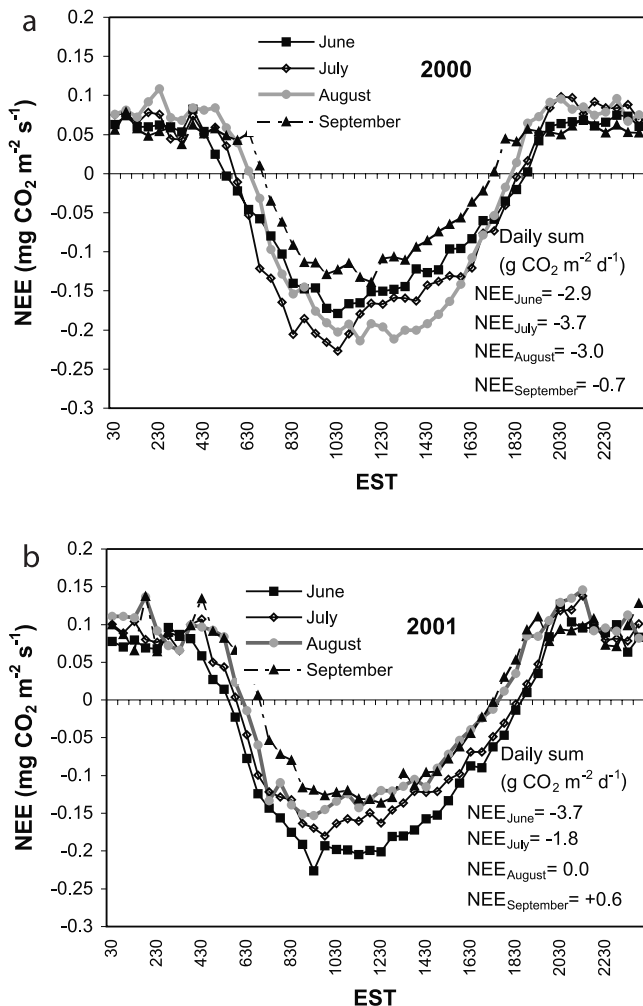 a
0.2
0.15
0.1
0.05
0
-0.05
-0.1
-0.15
-0.2
-0.25
-0.3
NEE (mg CO2 m-2 s-1)
June
July
August
September
2000
Daily sum
(g CO2 m-2 d-1)
NEEJune= -2.9
NEEJuly= -3.7
NEEAugust= -3.0
NEESeptember= -0.7
30
230
430
630
830
1030
1230
1430
1630
1830
2030
2230
EST
b
0.2
0.15
0.1
0.05
0
-0.05
-0.1
-0.15
-0.2
-0.25
-0.3
NEE (mg CO2 m-2 s-1)
June
July
August
September
2001
Daily sum
(g CO2 m-2 d-1)
NEEJune= -3.7
NEEJuly= -1.8
NEEAugust= 0.0
NEESeptember= +0.6
30
230
430
630
830
1030
1230
1430
1630
1830
2030
2230
EST